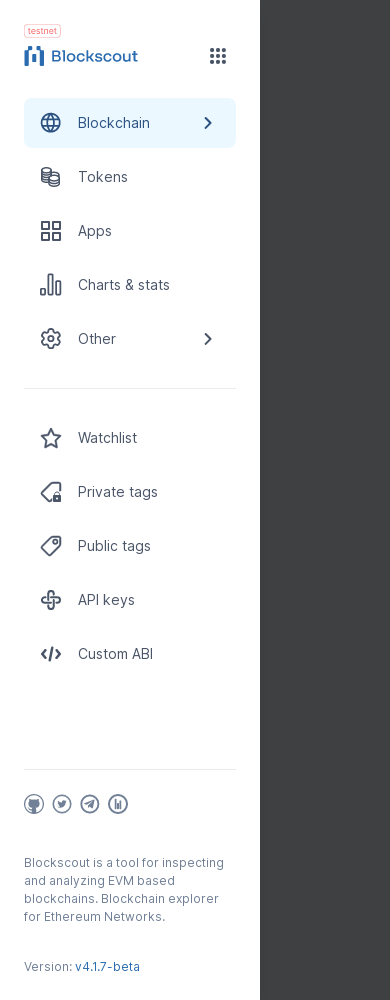 testnet
Blockscout
Blockchain
Tokens
Apps
Charts & stats
Other
Watchlist
Private tags
Public tags
API keys
Custom ABI
Blockscout is a tool for inspecting
and analyzing EVM based
blockchains. Blockchain explorer
for Ethereum Networks.
Version: v4.1.7-beta